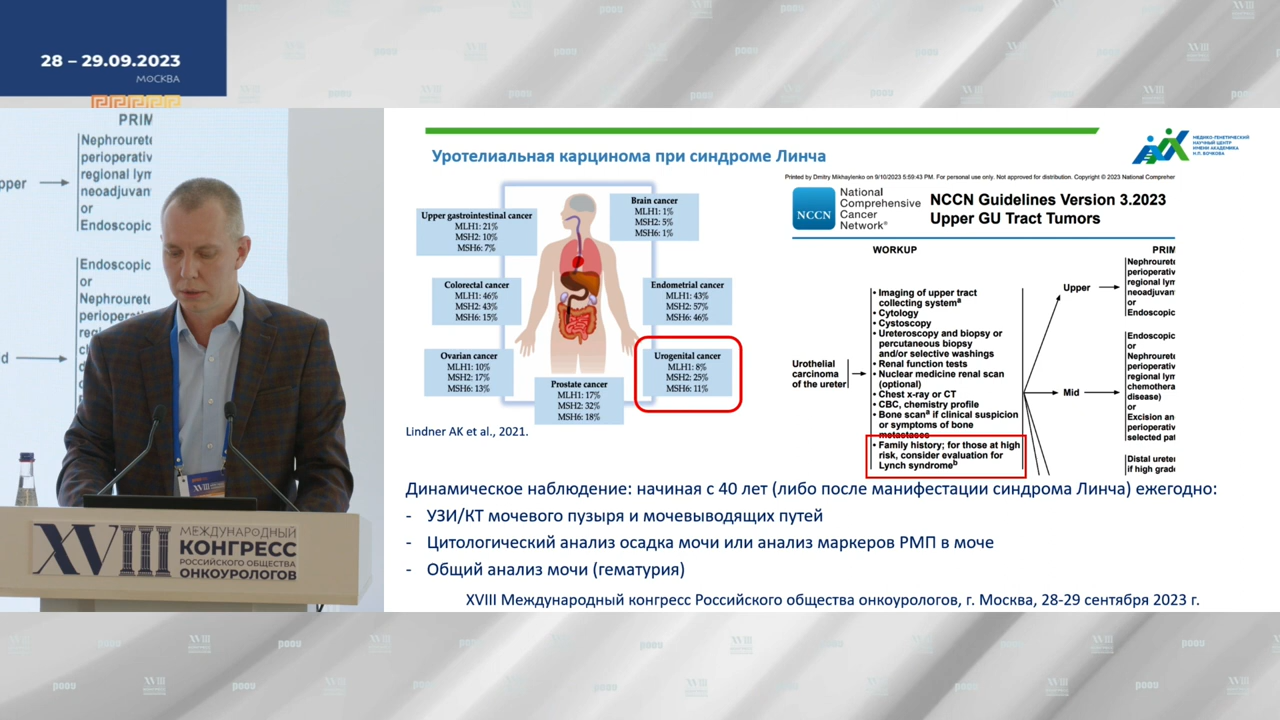 28 – 29.09.2023
МОСКВА
PRIM
Nephrourete
perioperativ
regional lym
neoadjuvan
or
Endoscopic
pper
Endoscopic
or
Nephrourete
perioperativ
regional lym
d
XVIII МЕЖДУНАРОДНЫЙ
КОНГРЕСС
РОССИЙСКОГО ОБЩЕСТВА
ОНКОУРОЛОГОВ
МЕДИКО-ГЕНЕТИЧЕСКИЙ
НАУЧНЫЙ ЦЕНТР
ИМЕНИ АКАДЕМИКА
Н.П. БОЧКОВА
Уротелиальная карцинома при синдроме Линча
Upper gastrointestinal cancer
MLH1: 21%
MSH2: 10%
MSH6: 7%
Brain cancer
MLH1: 1%
MSH2: 5%
MSH6: 1%
Colorectal cancer
MLH1: 46%
MSH2: 43%
MSH6: 15%
Endometrial cancer
MLH1: 43%
MSH2: 57%
MSH6: 46%
Ovarian cancer
MLH1: 10%
MSH2: 17%
MSH6: 13%
Prostate cancer
MLH1: 17%
MSH2: 32%
MSH6: 18%
Urogenital cancer
MLH1: 8%
MSH2: 25%
MSH6: 11%
Lindner AK et al., 2021.
Printed by Dmitry Mikhaylenko on 9/10/2023 5:59:43 PM. For personal use only. Not approved for distribution. Copyright © 2023 National Comprehen
NCCN
National
Comprehensive
Cancer
Network®
NCCN Guidelines Version 3.2023
Upper GU Tract Tumors
WORKUP
PRIM
Urothelial
carcinoma
of the ureter
• Imaging of upper tract
collecting systemᵃ
• Cytology
• Cystoscopy
• Ureteroscopy and biopsy or
percutaneous biopsy
and/or selective washings
• Renal function tests
• Nuclear medicine renal scan
(optional)
• Chest x-ray or CT
• CBC, chemistry profile
• Bone scanᵃ if clinical suspicion
or symptoms of bone
metastases
• Family history; for those at high
risk, consider evaluation for
Lynch syndromeᵇ
Upper
Mid
Nephrourete
perioperativ
regional lym
neoadjuvan
or
Endoscopic
Endoscopic
or
Nephrourete
perioperativ
regional lym
chemothera
disease)
or
Excision an
perioperativ
selected pat
Distal urete
if high grade
Динамическое наблюдение: начиная с 40 лет (либо после манифестации синдрома Линча) ежегодно:
- УЗИ/КТ мочевого пузыря и мочевыводящих путей
- Цитологический анализ осадка мочи или анализ маркеров РМП в моче
- Общий анализ мочи (гематурия)
XVIII Международный конгресс Российского общества онкоурологов, г. Москва, 28-29 сентября 2023 г.